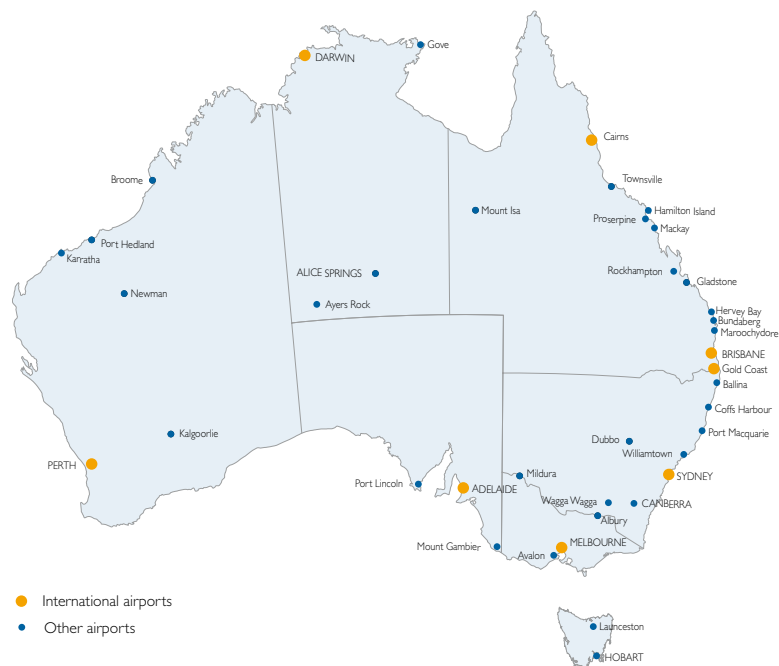 Gove
DARWIN
Cairns
Broome
Townsville
Mount Isa
Hamilton Island
Proserpine
Mackay
Port Hedland
Karratha
ALICE SPRINGS
Rockhampton
Gladstone
Newman
Ayers Rock
Hervey Bay
Bundaberg
Maroochydore
BRISBANE
Gold Coast
Ballina
Coffs Harbour
Kalgoorlie
Port Macquarie
Dubbo
Williamtown
PERTH
Mildura
SYDNEY
Port Lincoln
ADELAIDE
Wagga Wagga
CANBERRA
Albury
Mount Gambier
MELBOURNE
Avalon
International airports
Other airports
Launceston
HOBART